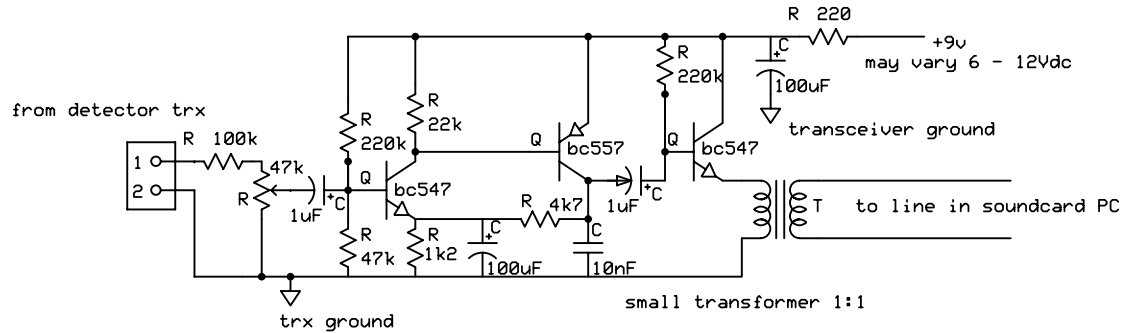 R 220
+9v
may vary 6 - 12Vdc
C
100uF
transceiver ground
R
220k
from detector trx
R 100k
1
2
47k
R
R
220k
R
22k
Q
bc557
Q
bc547
Q
bc547
1uF
+C
1uF
+C
R 4k7
C
10nF
+C
100uF
R
1k2
R
47k
T to line in soundcard PC
small transformer 1:1
trx ground